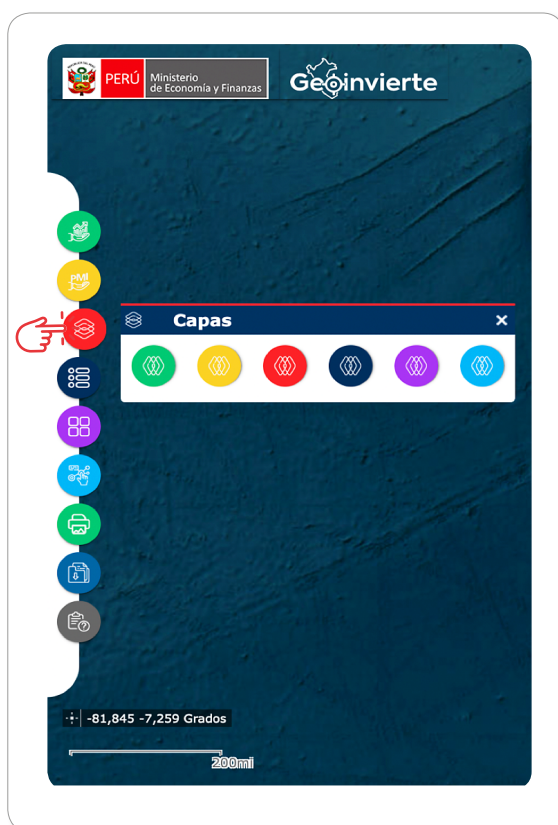 PERÚ
Ministerio
de Economía y Finanzas
Geoinvierte
PMI
Capas
-81,845 -7,259 Grados
200mi